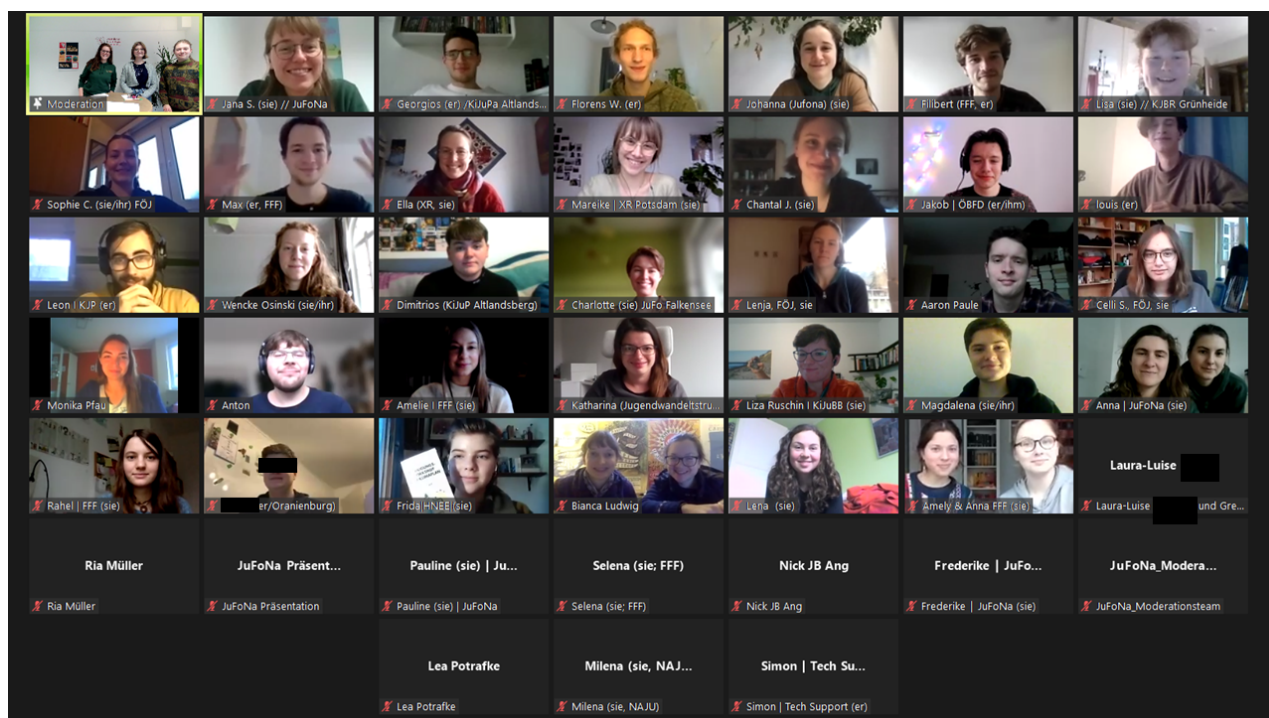 Moderation
Jana S. (sie) // JuFoNa
Georgios (er) /KiJuPa Altlands...
Florens W. (er)
Johanna (Jufona) (sie)
Filibert (FFF, er)
Lisa (sie) // KJBR Grünheide
Sophie C. (sie/ihr) FÖJ
Max (er, FFF)
Ella (XR, sie)
Mareike | XR Potsdam (sie)
Chantal J. (sie)
Jakob | ÖBFD (er/ihm)
louis (er)
Leon I KJP (er)
Wencke Osinski (sie/ihr)
Dimitrios (KiJuP Altlandsberg)
Charlotte (sie) JuFo Falkensee
Lenja, FÖJ, sie
Aaron Paule
Celli S., FÖJ, sie
Monika Pfau
Anton
Amelie I FFF (sie)
Katharina (Jugendwandeltstru...
Liza Ruschin I KiJuBB (sie)
Magdalena (sie/ihr)
Anna | JuFoNa (sie)
Rahel | FFF (sie)
er/Oranienburg)
Frida HNEE (sie)
Bianca Ludwig
Lena (sie)
Amely & Anna FFF (sie)
Laura-Luise
Laura-Luise und Gre...
Ria Müller
Ria Müller
JuFoNa Präsent...
JuFoNa Präsentation
Pauline (sie) | Ju...
Pauline (sie) | JuFoNa
Selena (sie; FFF)
Selena (sie; FFF)
Nick JB Ang
Nick JB Ang
Frederike | JuFo...
Frederike | JuFoNa (sie)
JuFoNa_Modera...
JuFoNa_Moderationsteam
Lea Potrafke
Lea Potrafke
Milena (sie, NAJ...
Milena (sie, NAJU)
Simon | Tech Su...
Simon | Tech Support (er)